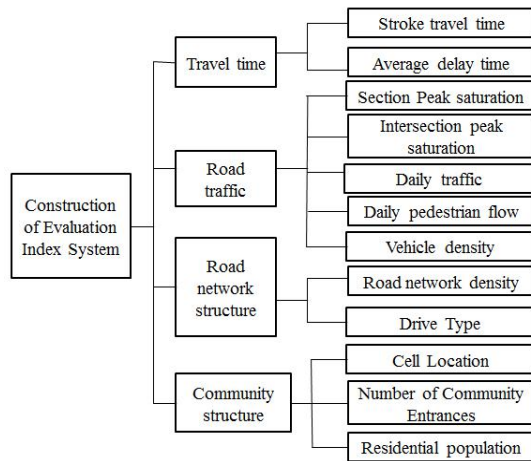 Construction
of Evaluation
Index System
Travel time
Stroke travel time
Average delay time
Road
traffic
Section Peak saturation
Intersection peak
saturation
Daily traffic
Daily pedestrian flow
Vehicle density
Road
network
structure
Road network density
Drive Type
Community
structure
Cell Location
Number of Community
Entrances
Residential population